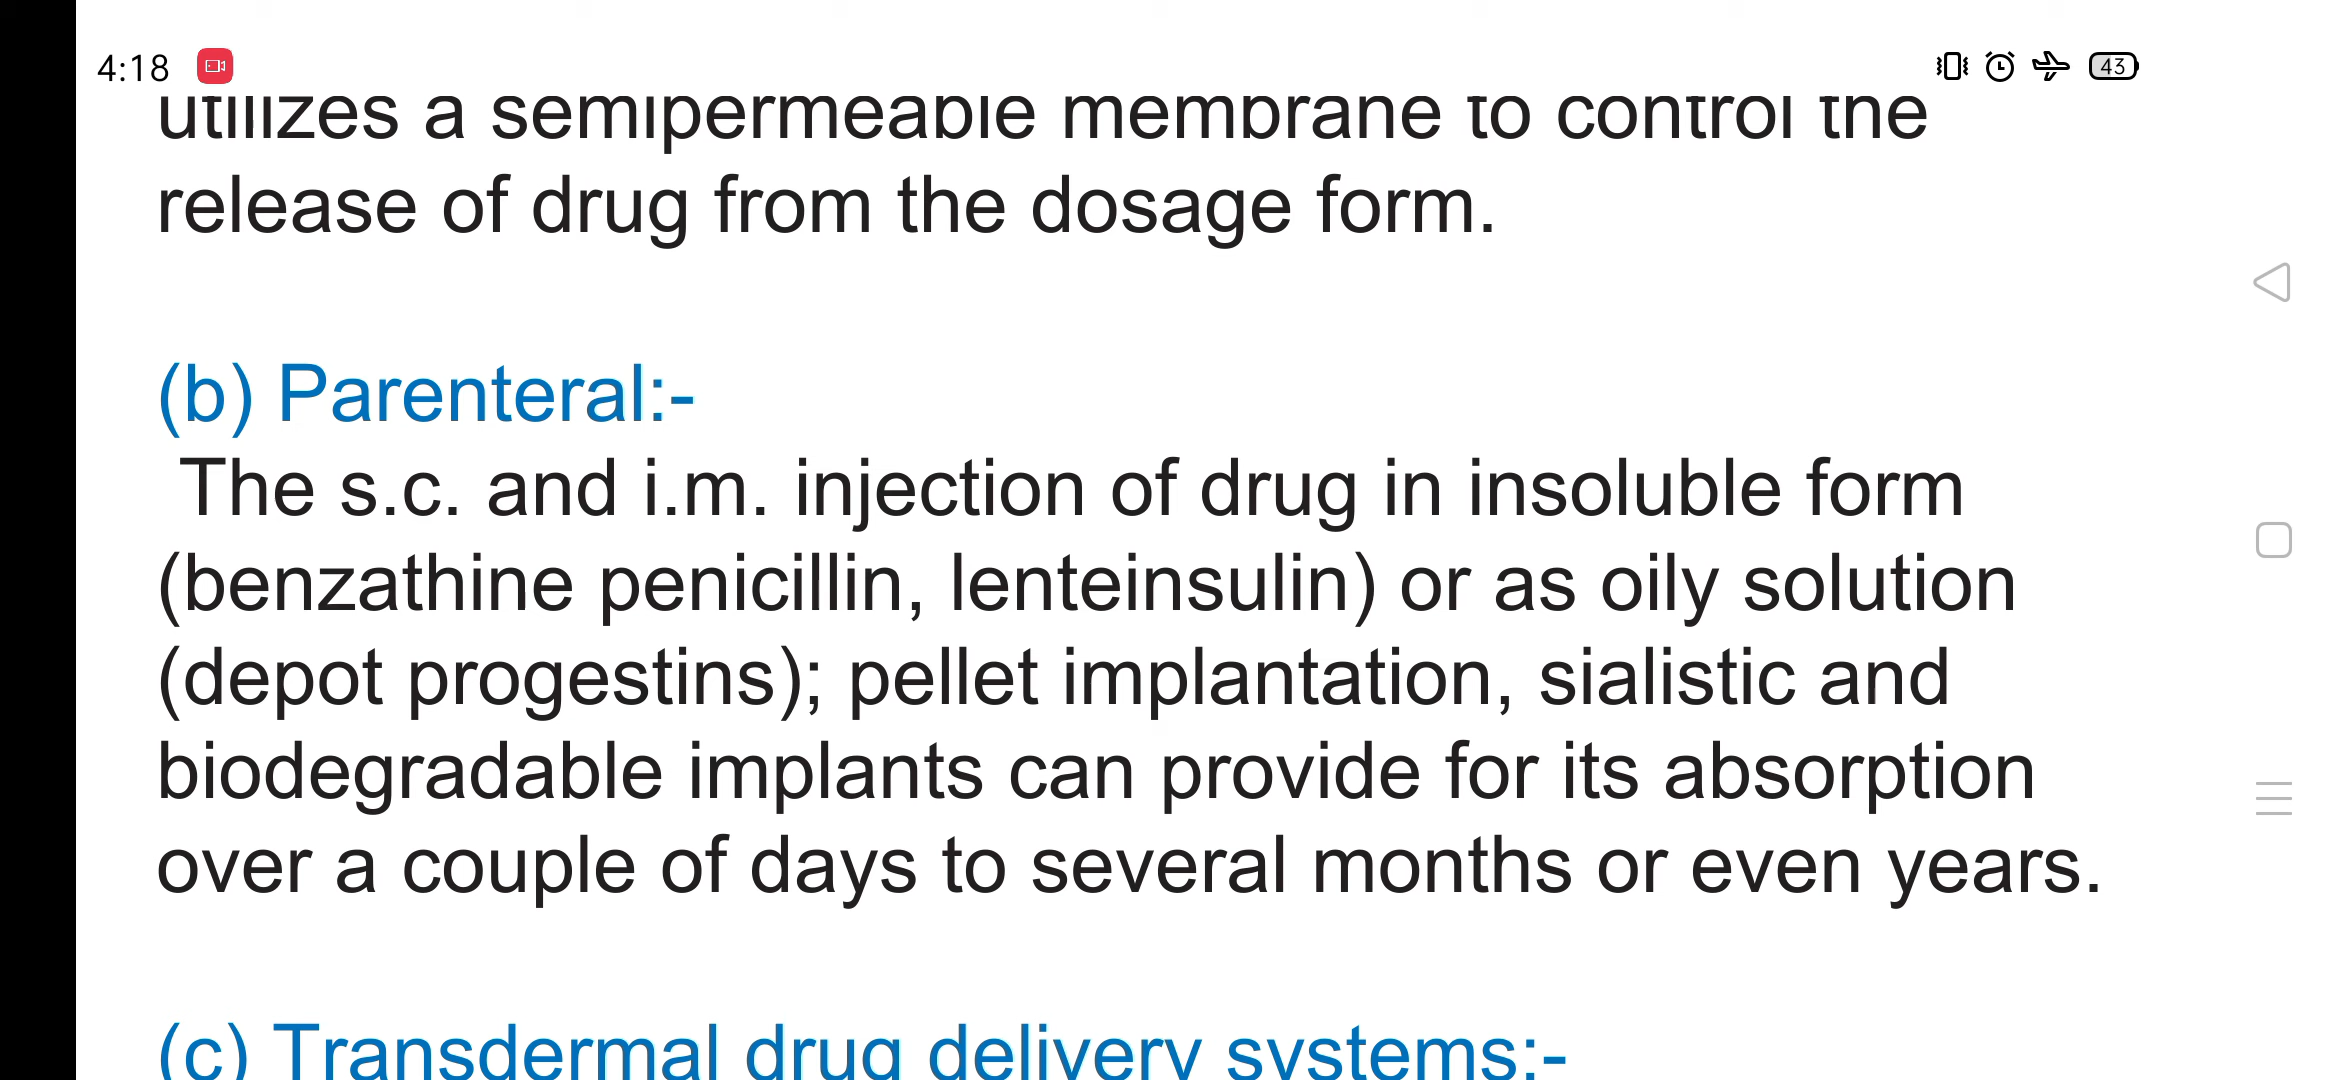 4:18
43
utilizes a semipermeable membrane to control the
release of drug from the dosage form.
(b) Parenteral:-
The s.c. and i.m. injection of drug in insoluble form
(benzathine penicillin, lenteinsulin) or as oily solution
(depot progestins); pellet implantation, sialistic and
biodegradable implants can provide for its absorption
over a couple of days to several months or even years.
(c) Transdermal drug delivery systems:-